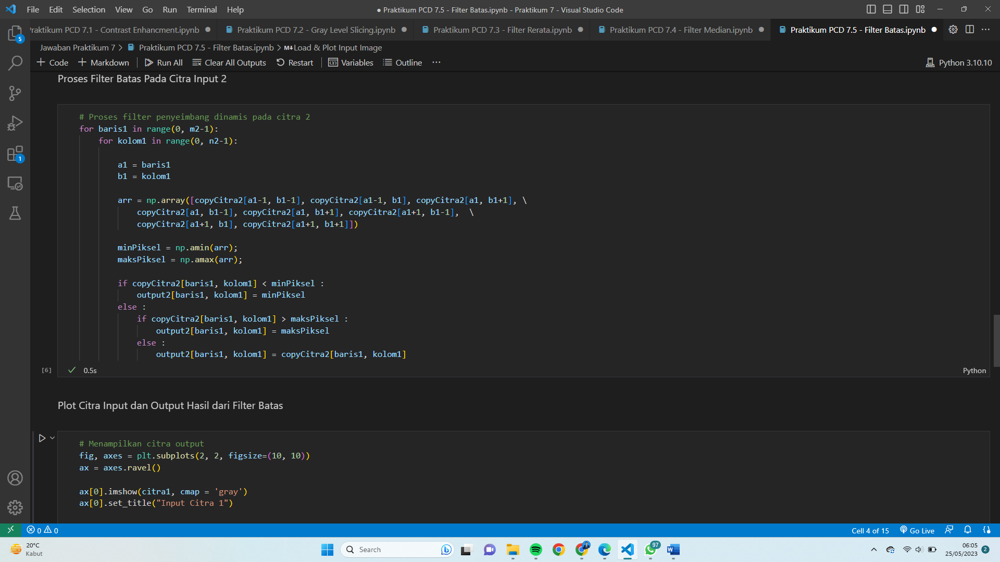 File Edit Selection View Go Run Terminal Help
● Praktikum PCD 7.5 - Filter Batas.ipynb - Praktikum 7 - Visual Studio Code
Praktikum PCD 7.1 - Contrast Enhancment.ipynb ● Praktikum PCD 7.2 - Gray Level Slicing.ipynb ● Praktikum PCD 7.3 - Filter Rerata.ipynb ● Praktikum PCD 7.4 - Filter Median.ipynb ● Praktikum PCD 7.5 - Filter Batas.ipynb ●
5
Jawaban Praktikum 7 > Praktikum PCD 7.5 - Filter Batas.ipynb > M↓Load & Plot Input Image
+ Code + Markdown Run All Clear All Outputs Restart Variables Outline ··· Python 3.10.10
Proses Filter Batas Pada Citra Input 2
# Proses filter penyeimbang dinamis pada citra 2
for baris1 in range(0, m2-1):
for kolom1 in range(0, n2-1):
1
a1 = baris1
b1 = kolom1
arr = np.array([copyCitra2[a1-1, b1-1], copyCitra2[a1-1, b1], copyCitra2[a1, b1+1], \
copyCitra2[a1, b1-1], copyCitra2[a1, b1+1], copyCitra2[a1+1, b1-1],  \
copyCitra2[a1+1, b1], copyCitra2[a1+1, b1+1]])
minPiksel = np.amin(arr);
maksPiksel = np.amax(arr);
if copyCitra2[baris1, kolom1] < minPiksel :
output2[baris1, kolom1] = minPiksel
else :
if copyCitra2[baris1, kolom1] > maksPiksel :
output2[baris1, kolom1] = maksPiksel
else :
output2[baris1, kolom1] = copyCitra2[baris1, kolom1]
[6] ✓ 0.5s Python
Plot Citra Input dan Output Hasil dari Filter Batas
# Menampilkan citra output
fig, axes = plt.subplots(2, 2, figsize=(10, 10))
ax = axes.ravel()
ax[0].imshow(citra1, cmap = 'gray')
ax[0].set_title("Input Citra 1")
0 0 Cell 4 of 15 Go Live
20°C
Kabut
Search
97
W
06:05
25/05/2023
2